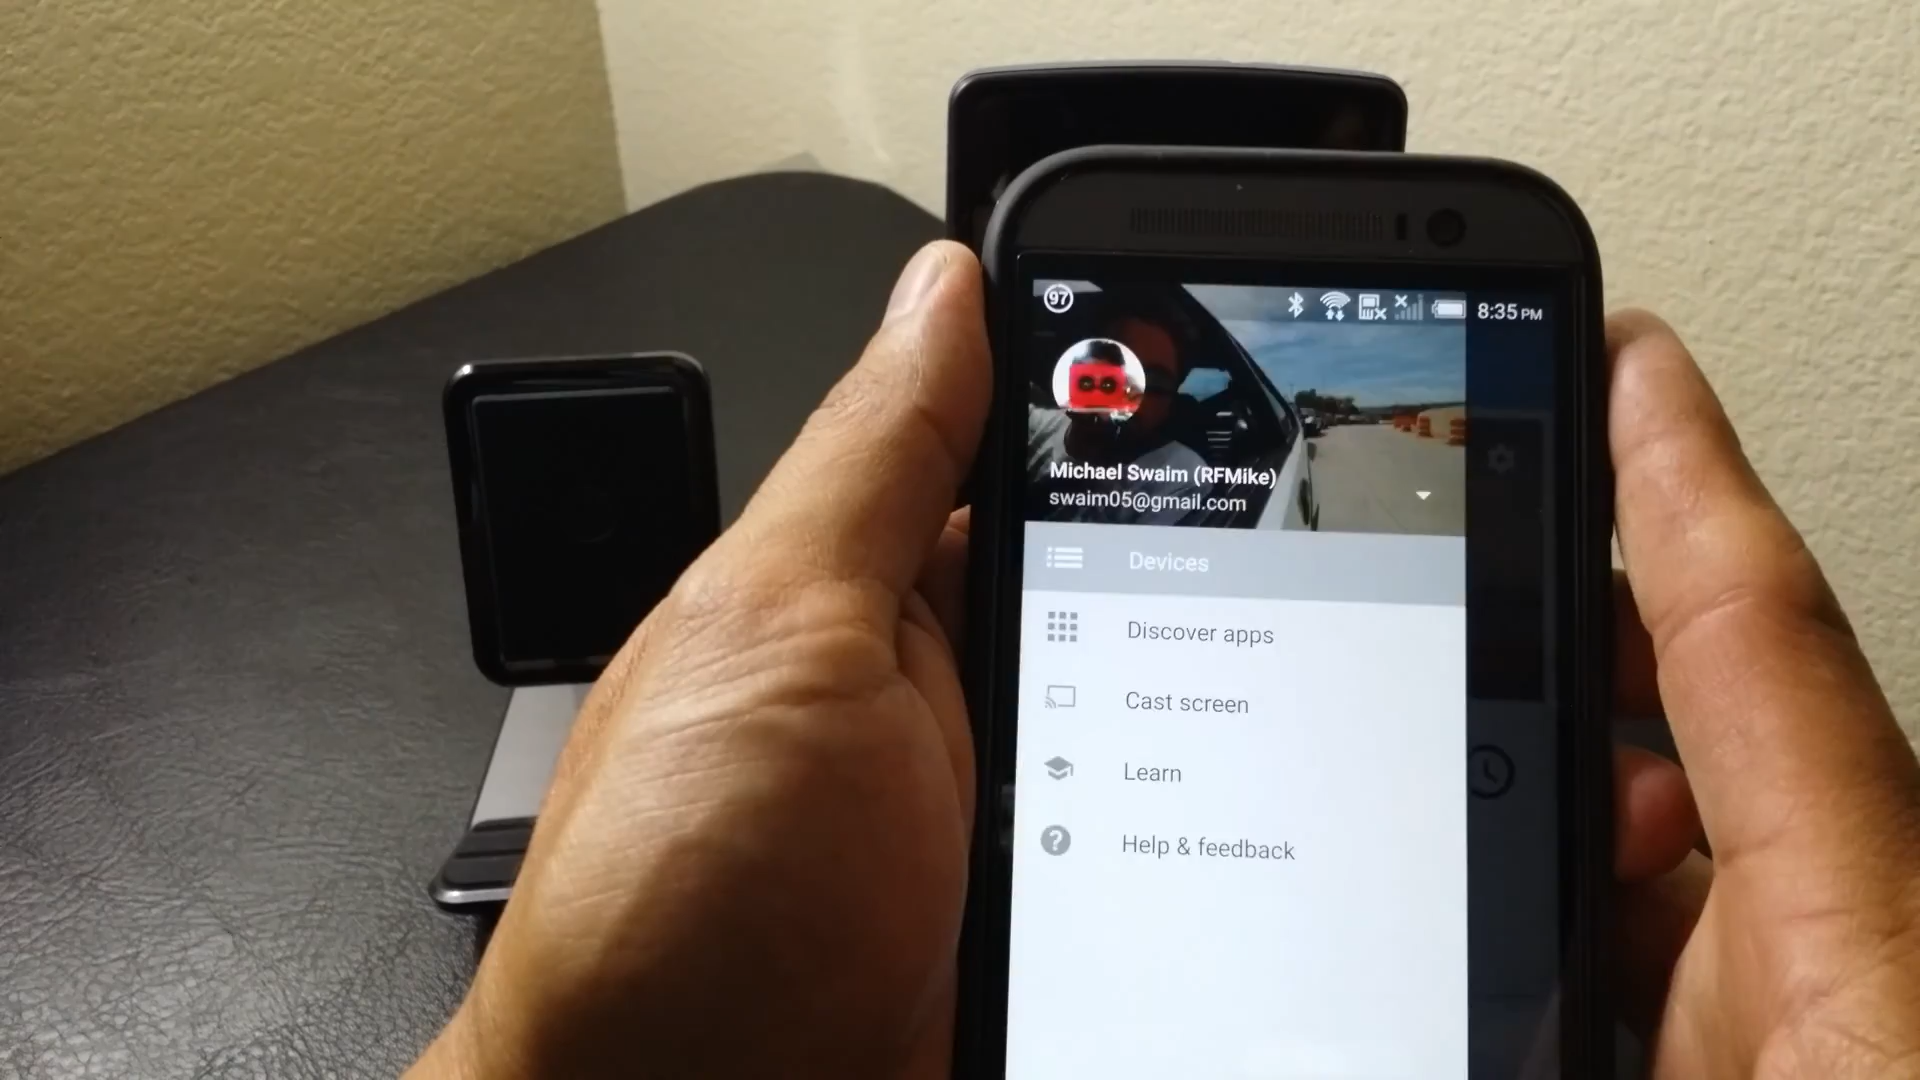 97
8:35 PM
Michael Swaim (RFMike)
swaim05@gmail.com
Devices
Discover apps
Cast screen
Learn
Help & feedback